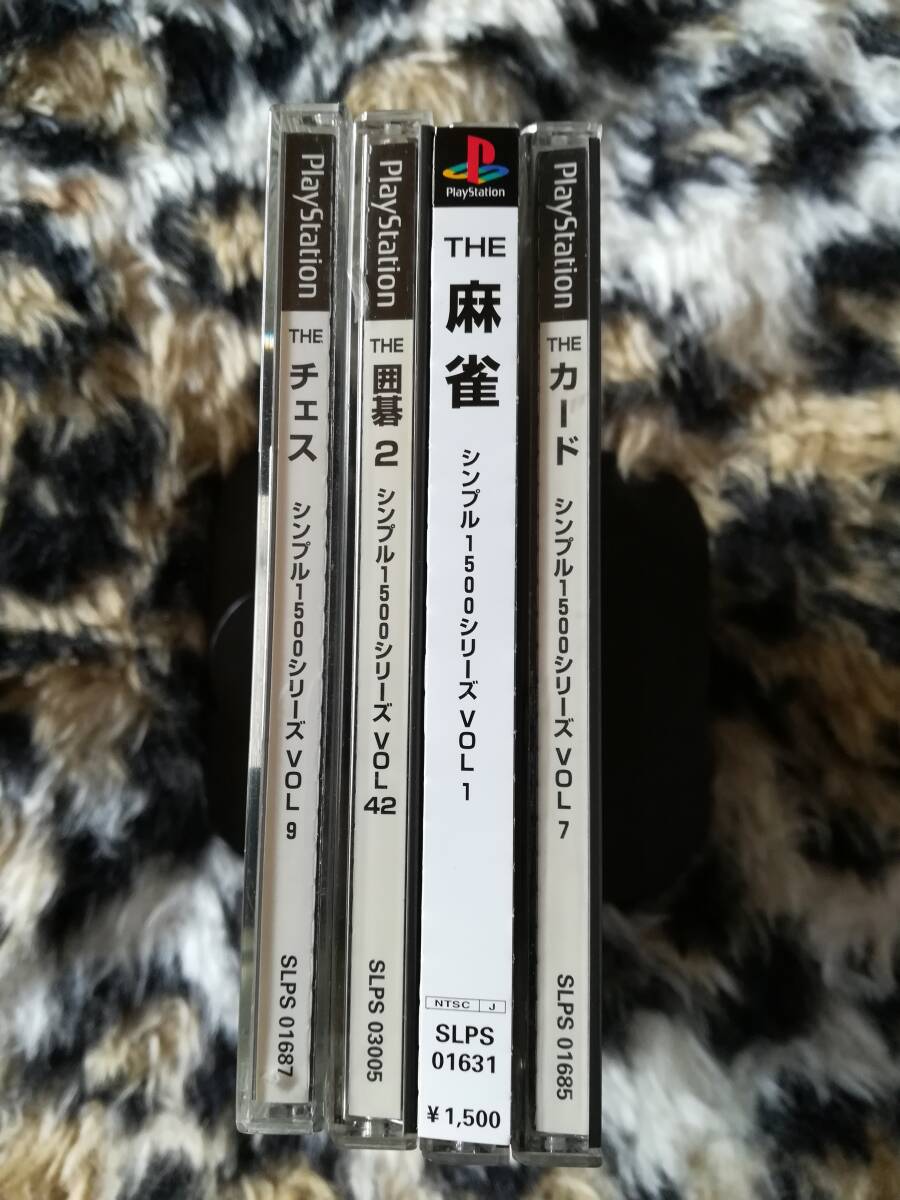 PlayStation
THE
チェス
シンプル1500シリーズ VOL 9
SLPS 01687
PlayStation
THE
囲碁2
シンプル1500シリーズ VOL 42
SLPS 03005
PlayStation
THE
麻雀
シンプル1500シリーズ VOL 1
NTSC J
SLPS
01631
¥1,500
PlayStation
THE
カード
シンプル1500シリーズ VOL 7
SLPS 01685